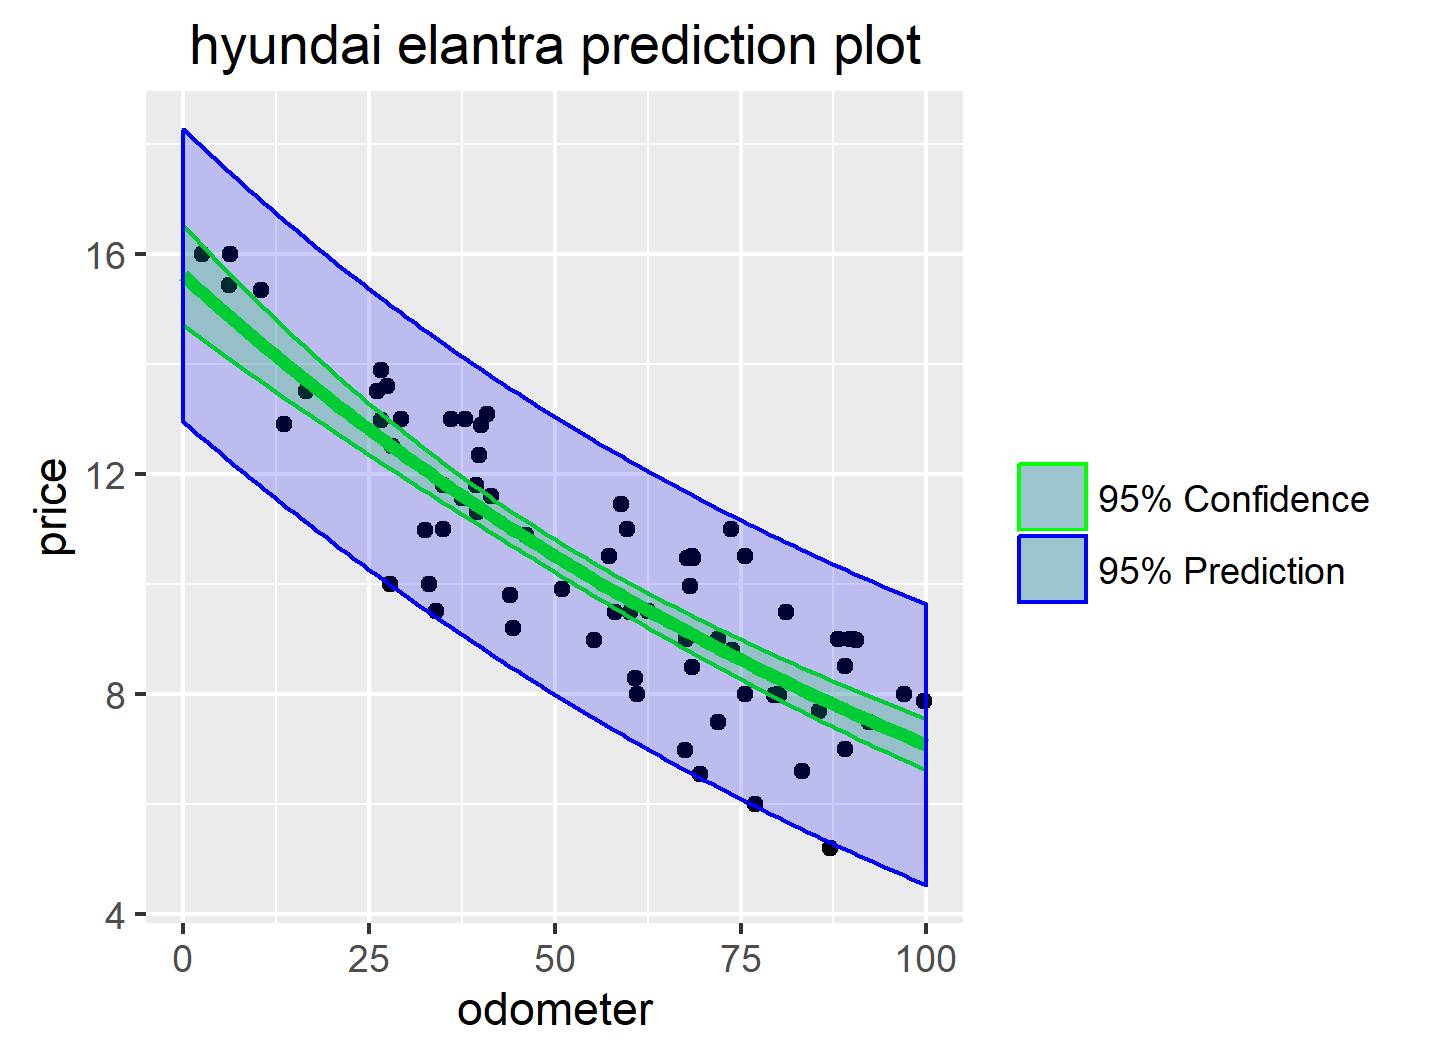 hyundai elantra prediction plot
price
16
12
8
4
0 25 50 75 100
odometer
95% Confidence
95% Prediction